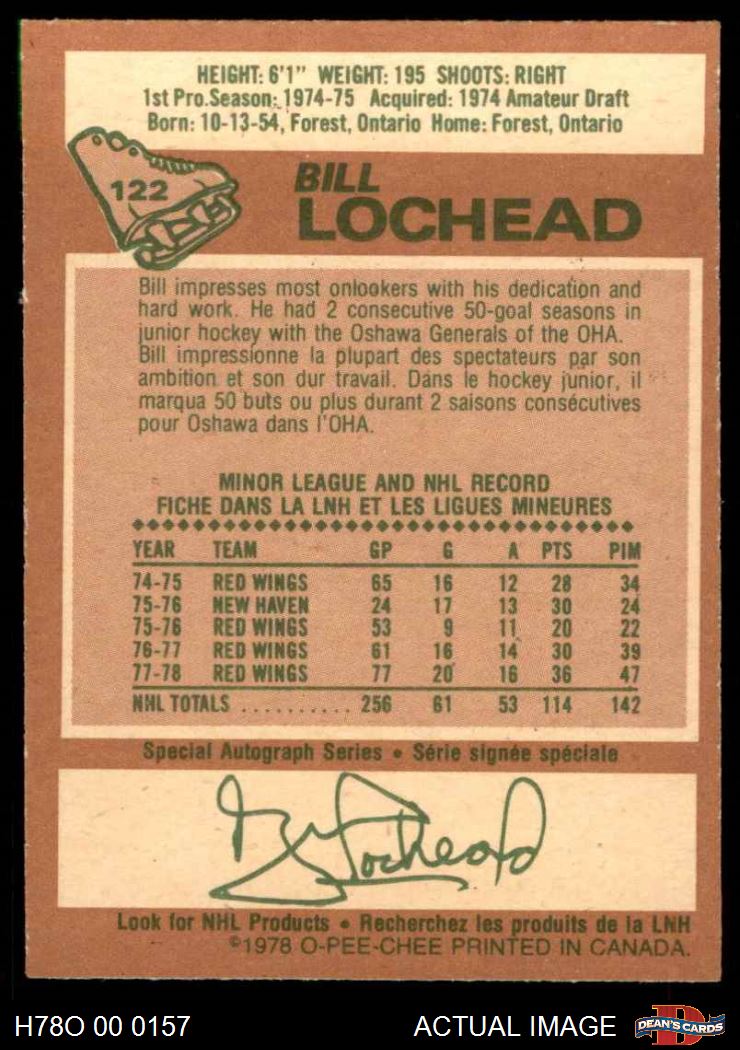 HEIGHT: 6'1" WEIGHT: 195 SHOOTS: RIGHT
1st Pro. Season: 1974-75 Acquired: 1974 Amateur Draft
Born: 10-13-54, Forest, Ontario Home: Forest, Ontario
122
BILL
LOCHEAD
Bill impresses most onlookers with his dedication and
hard work. He had 2 consecutive 50-goal seasons in
junior hockey with the Oshawa Generals of the OHA.
Bill impressionne la plupart des spectateurs par son
ambition et son dur travail. Dans le hockey junior, il
marqua 50 buts ou plus durant 2 saisons consécutives
pour Oshawa dans l'OHA.
MINOR LEAGUE AND NHL RECORD
FICHE DANS LA LNH ET LES LIGUES MINEURES
YEAR TEAM GP G A PTS PIM
74-75 RED WINGS 65 16 12 28 34
75-76 NEW HAVEN 24 17 13 30 24
75-76 RED WINGS 53 9 11 20 22
76-77 RED WINGS 61 16 14 30 39
77-78 RED WINGS 77 20 16 36 47
NHL TOTALS .......... 256 61 53 114 142
Special Autograph Series • Série signée spéciale
Bill Lochead
Look for NHL Products • Recherchez les produits de la LNH
©1978 O-PEE-CHEE PRINTED IN CANADA.
H78O 00 0157 ACTUAL IMAGE D DEAN'S CARDS